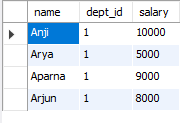 name dept_id salary
Anji 1 10000
Arya 1 5000
Aparna 1 9000
Arjun 1 8000